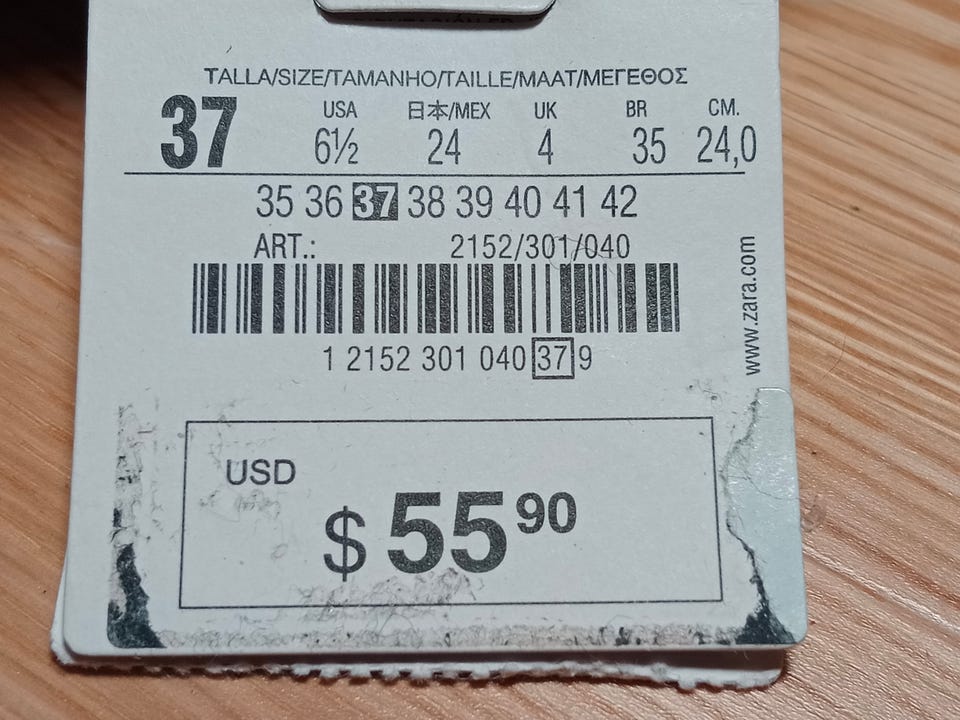 TALLA/SIZE/TAMANHO/TAILLE/MAAT/ΜΕΓΕΘΟΣ
37 USA 日本/MEX UK BR CM.
6½ 24 4 35 24,0
35 36 37 38 39 40 41 42
ART.: 2152/301/040
1 2152 301 040 37 9
www.zara.com
USD
$ 55 90